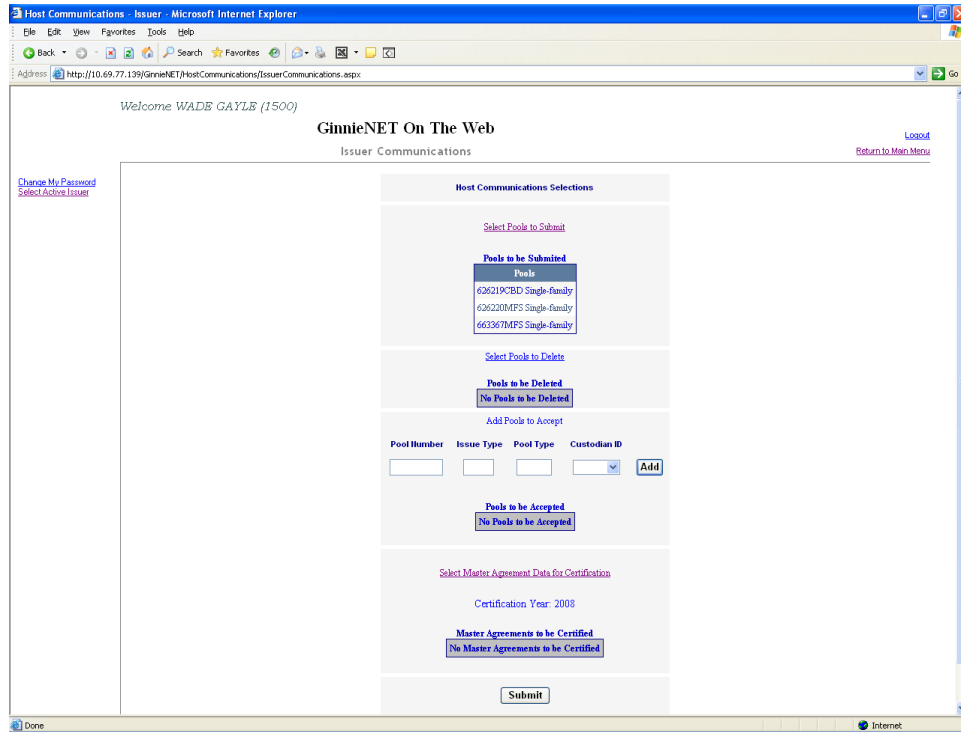 Host Communications - Issuer - Microsoft Internet Explorer
File Edit View Favorites Tools Help
Back Search Favorites
Address http://10.69.77.139/GinnieNET/HostCommunications/IssuerCommunications.aspx Go
Welcome WADE GAYLE (1500)
GinnieNET On The Web
Logout
Issuer Communications
Return to Main Menu
Change My Password
Select Active Issuer
Host Communications Selections
Select Pools to Submit
Pools to be Submited
Pools
626219CBD Single-family
626220MFS Single-family
663367MFS Single-family
Select Pools to Delete
Pools to be Deleted
No Pools to be Deleted
Add Pools to Accept
Pool Number Issue Type Pool Type Custodian ID
Add
Pools to be Accepted
No Pools to be Accepted
Select Master Agreement Data for Certification
Certification Year: 2008
Master Agreements to be Certified
No Master Agreements to be Certified
Submit
Done Internet